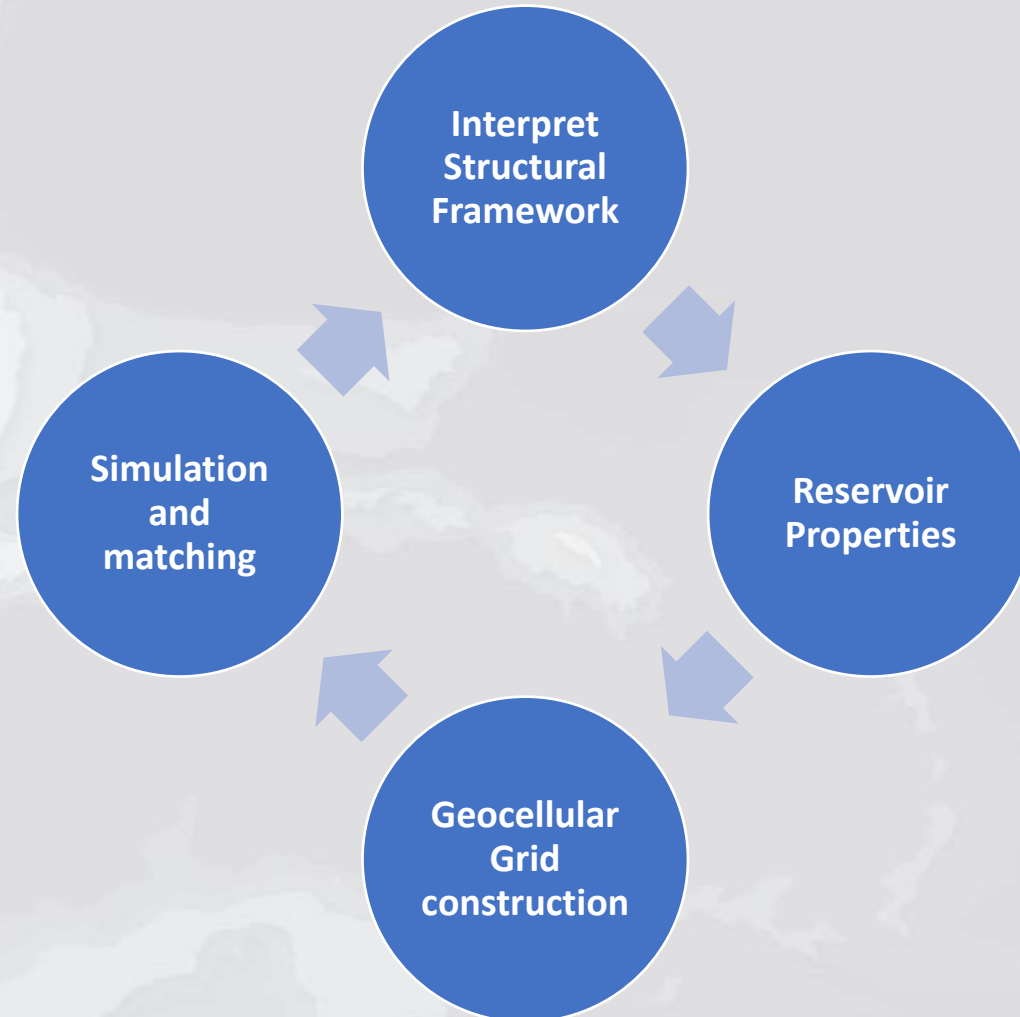 Interpret
Structural
Framework
Reservoir
Properties
Geocellular
Grid
construction
Simulation
and
matching